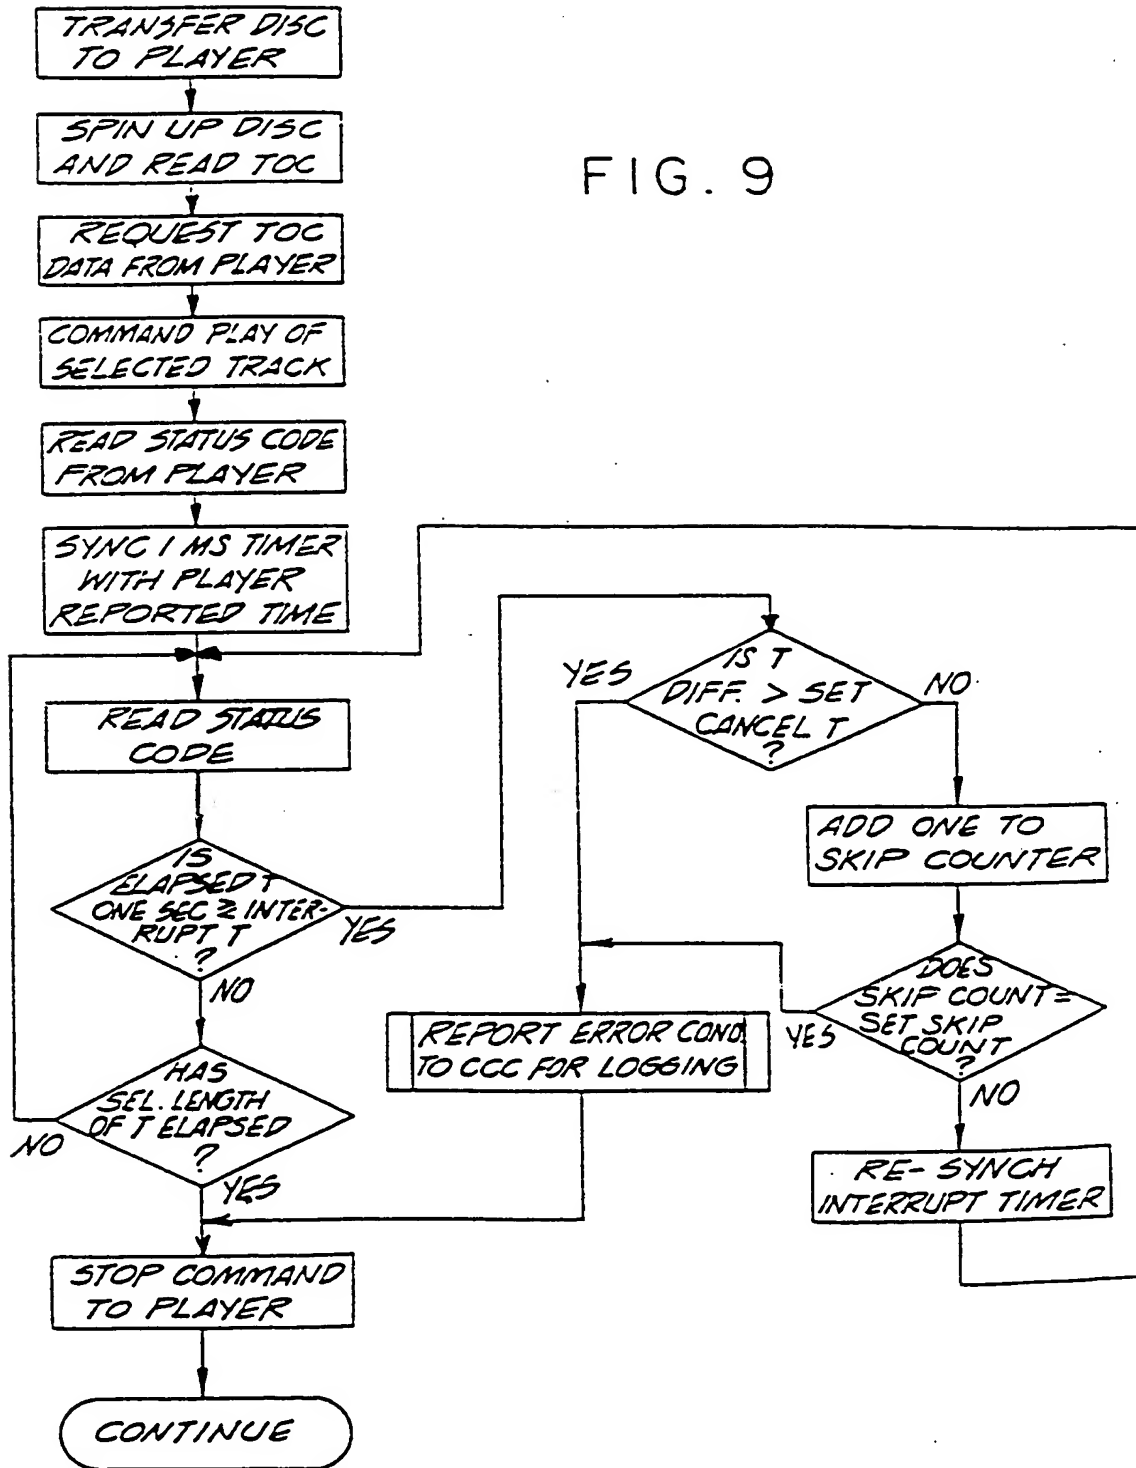 TRANSFER DISC
TO PLAYER
SPIN UP DISC
AND READ TOC
FIG. 9
REQUEST TOC
DATA FROM PLAYER
COMMAND PLAY OF
SELECTED TRACK
READ STATUS CODE
FROM PLAYER
SYNC 1 MS TIMER
WITH PLAYER
REPORTED TIME
READ STATUS
CODE
IS
ELAPSED T
ONE SEC ≥ INTER-
RUPT T
?
YES
NO
HAS
SEL. LENGTH
OF T ELAPSED
?
NO
YES
STOP COMMAND
TO PLAYER
CONTINUE
IS T
DIFF. > SET
CANCEL T
?
YES
NO
ADD ONE TO
SKIP COUNTER
DOES
SKIP COUNT =
SET SKIP
COUNT
?
YES
NO
REPORT ERROR COND.
TO CCC FOR LOGGING
RE-SYNCH
INTERRUPT TIMER